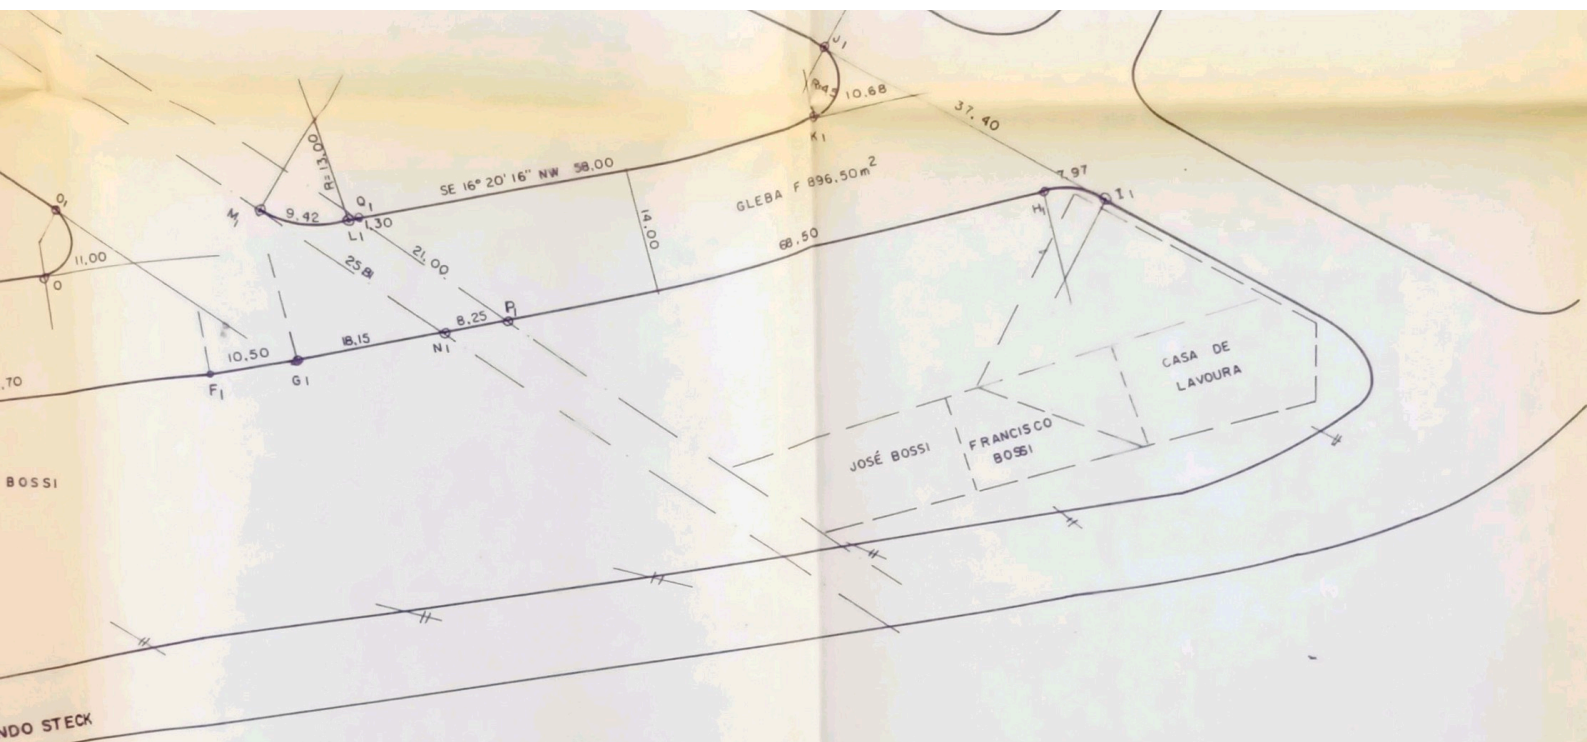 J1
10.68
37.40
K1
R=13,00
SE 16° 20' 16" NW 58.00
GLEBA F 896,50m²
7,97
H1
I1
O1
M1
9.42
Q1
1,30
L1
14.00
68.50
11,00
O
21,00
25 81
P1
8.25
18.15
N1
10.50
G1
F1
,70
CASA DE
LAVOURA
JOSÉ BOSSI
FRANCISCO
BOSSI
BOSSI
NDO STECK